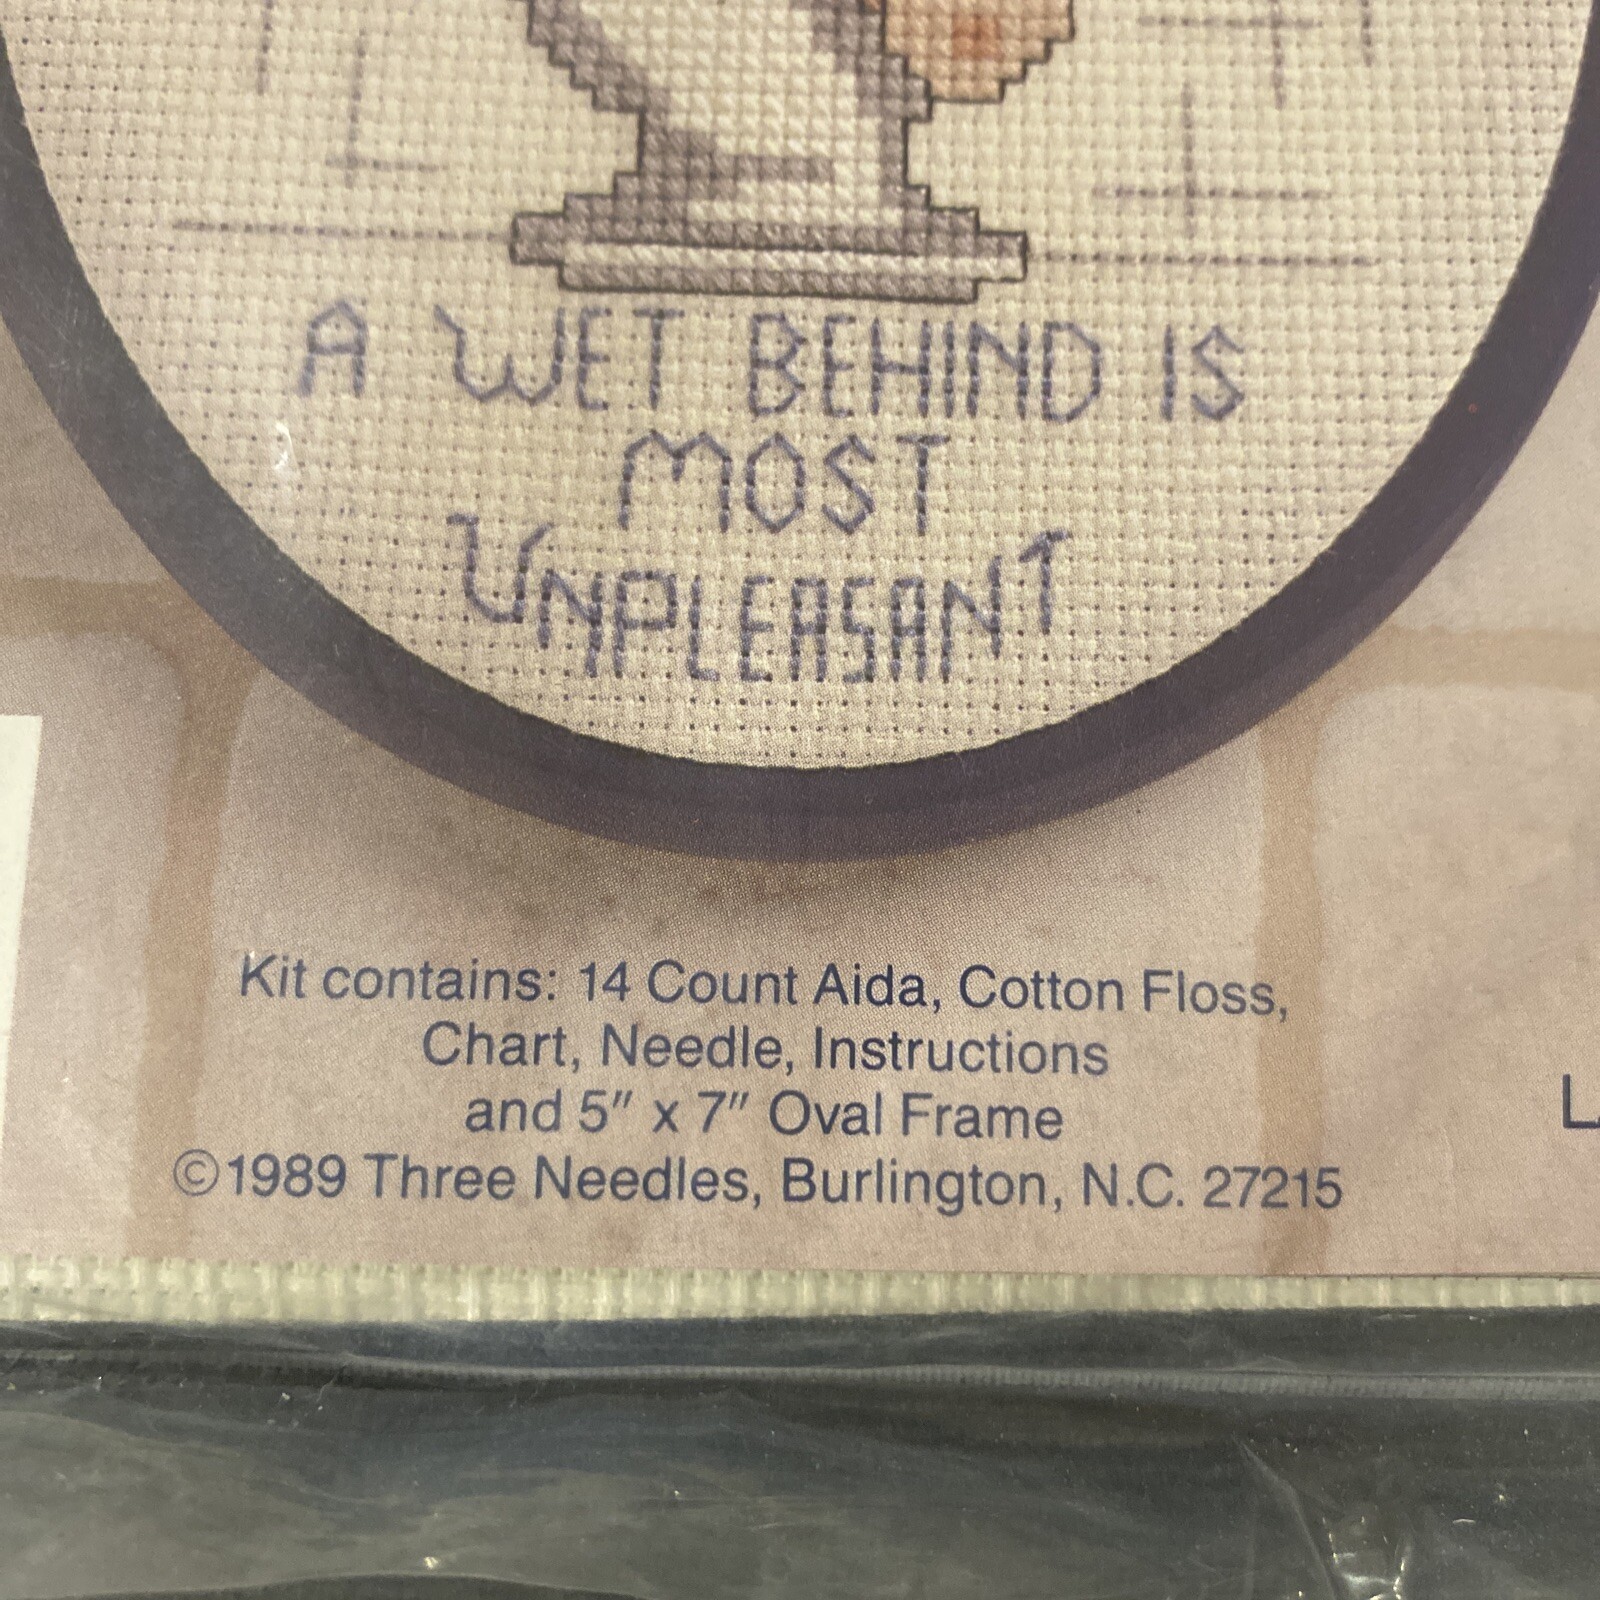 A WET BEHIND IS
MOST
UNPLEASANT
Kit contains: 14 Count Aida, Cotton Floss,
Chart, Needle, Instructions
and 5" x 7" Oval Frame
©1989 Three Needles, Burlington, N.C. 27215